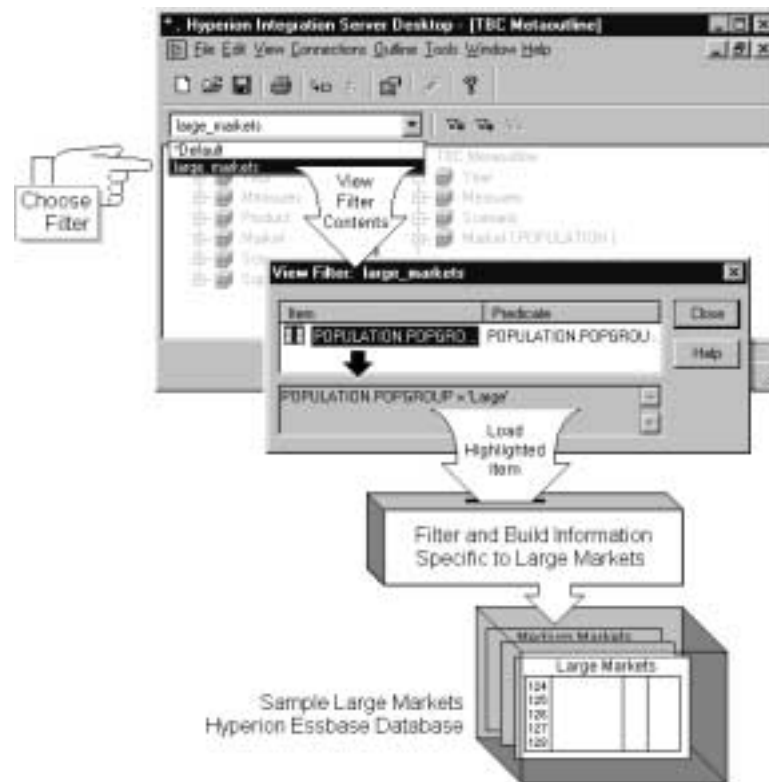 *. Hyperion Integration Server Desktop - [TBC Metaoutline]
File Edit View Connections Outline Tools Window Help
large_markets
*Default
large_markets
Choose
Filter
View
Filter
Contents
TBC Metaoutline
Year
Year
Measures
Measures
Product
Scenario
Market
Market [POPULATION]
View Filter: large_markets
Item
Predicate
Close
POPULATION.POPGRO...
POPULATION.POPGROU...
Help
POPULATION.POPGROUP = 'Large'
Load
Highlighted
Item
Filter and Build Information
Specific to Large Markets
Large Markets
124
125
126
127
128
Sample Large Markets
Hyperion Essbase Database